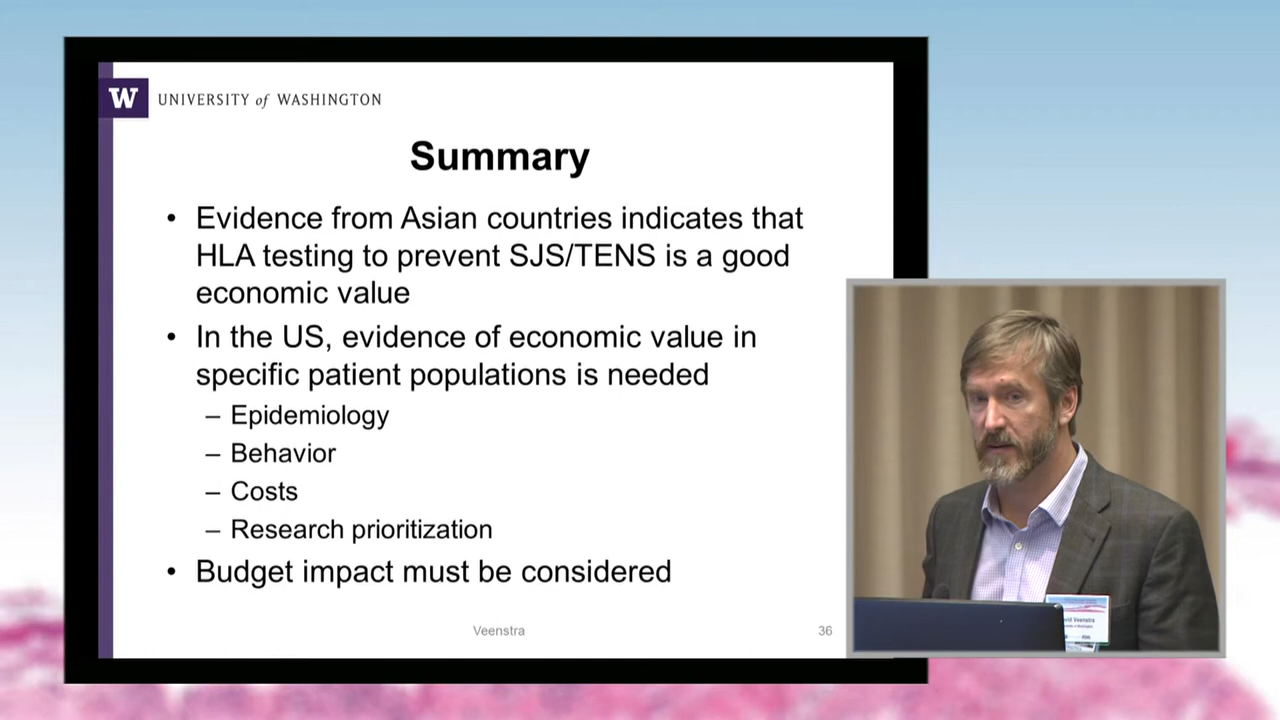 W UNIVERSITY of WASHINGTON
Summary
• Evidence from Asian countries indicates that
HLA testing to prevent SJS/TENS is a good
economic value
• In the US, evidence of economic value in
specific patient populations is needed
– Epidemiology
– Behavior
– Costs
– Research prioritization
• Budget impact must be considered
Veenstra
36
Veenstra